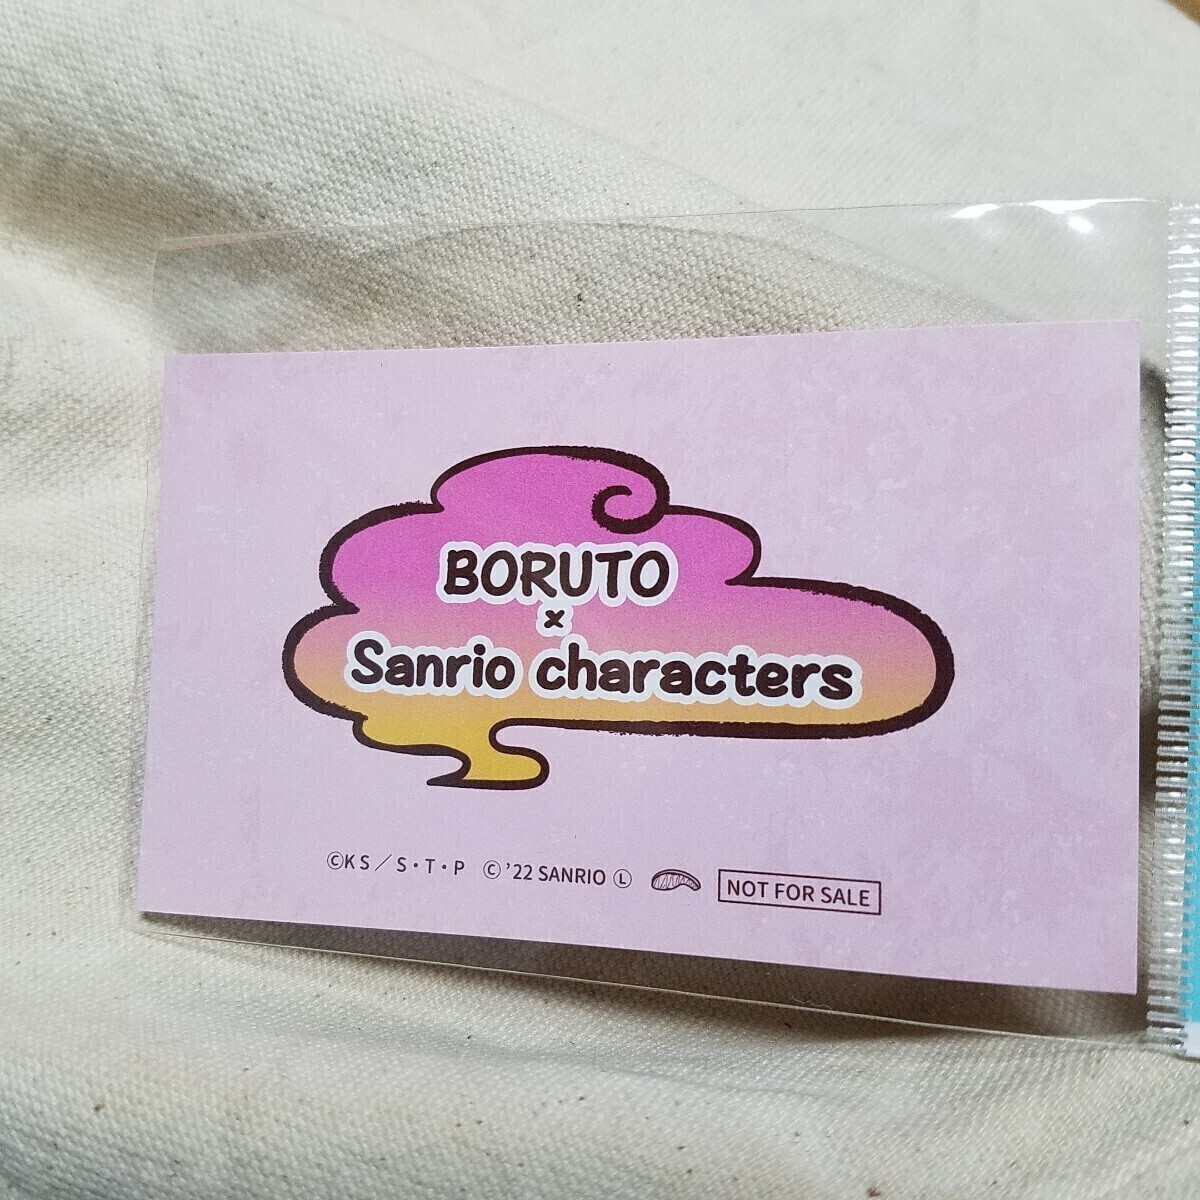 BORUTO
×
Sanrio characters
©KS／S・T・P © ’22 SANRIO Ⓛ
NOT FOR SALE